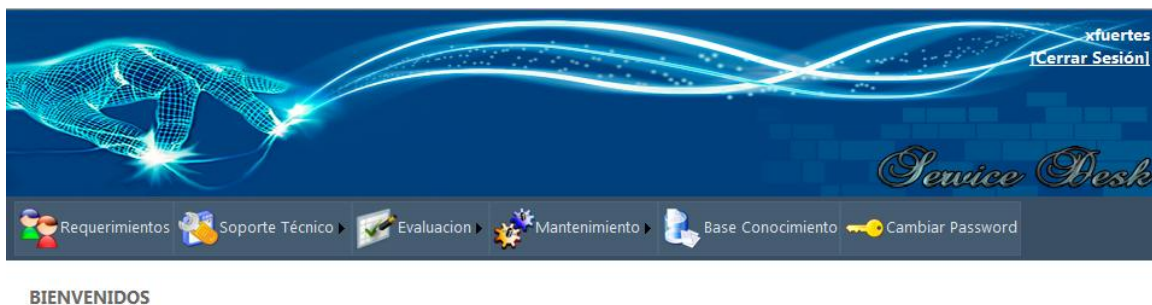 xfuertes
[Cerrar Sesión]
Service Desk
Requerimientos Soporte Técnico Evaluacion Mantenimiento Base Conocimiento Cambiar Password
BIENVENIDOS